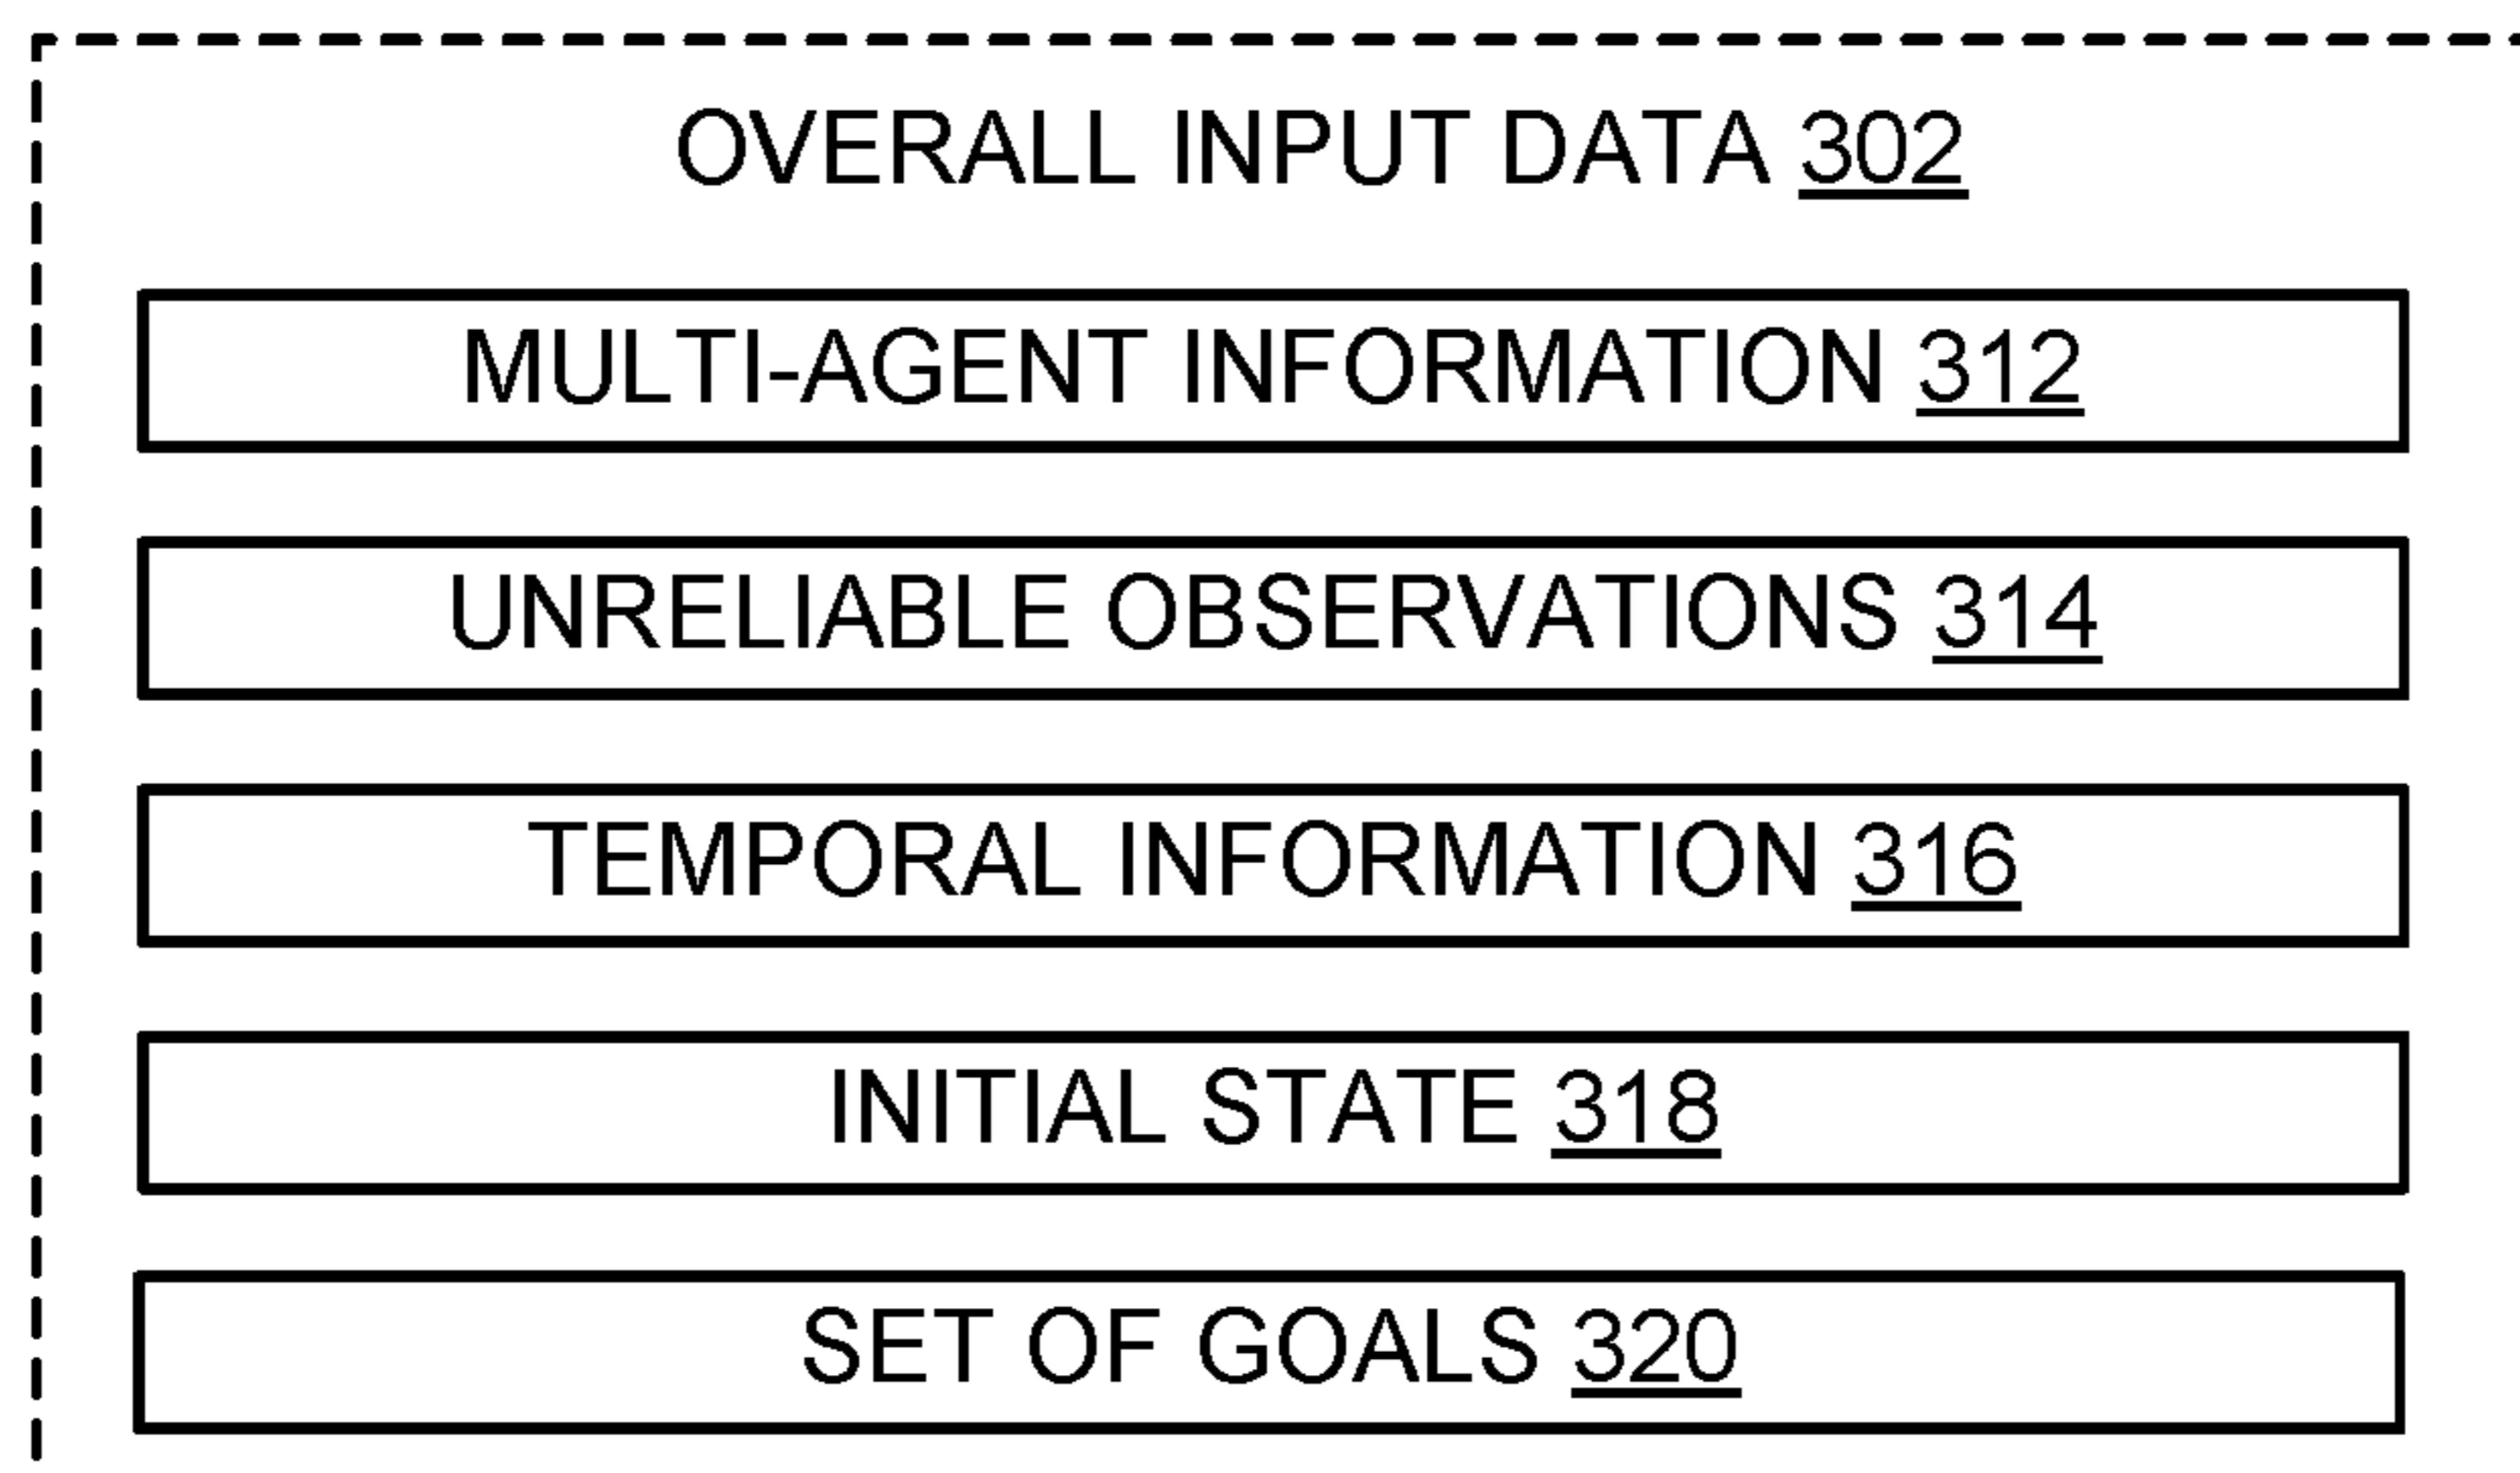 OVERALL INPUT DATA 302
MULTI-AGENT INFORMATION 312
UNRELIABLE OBSERVATIONS 314
TEMPORAL INFORMATION 316
INITIAL STATE 318
SET OF GOALS 320